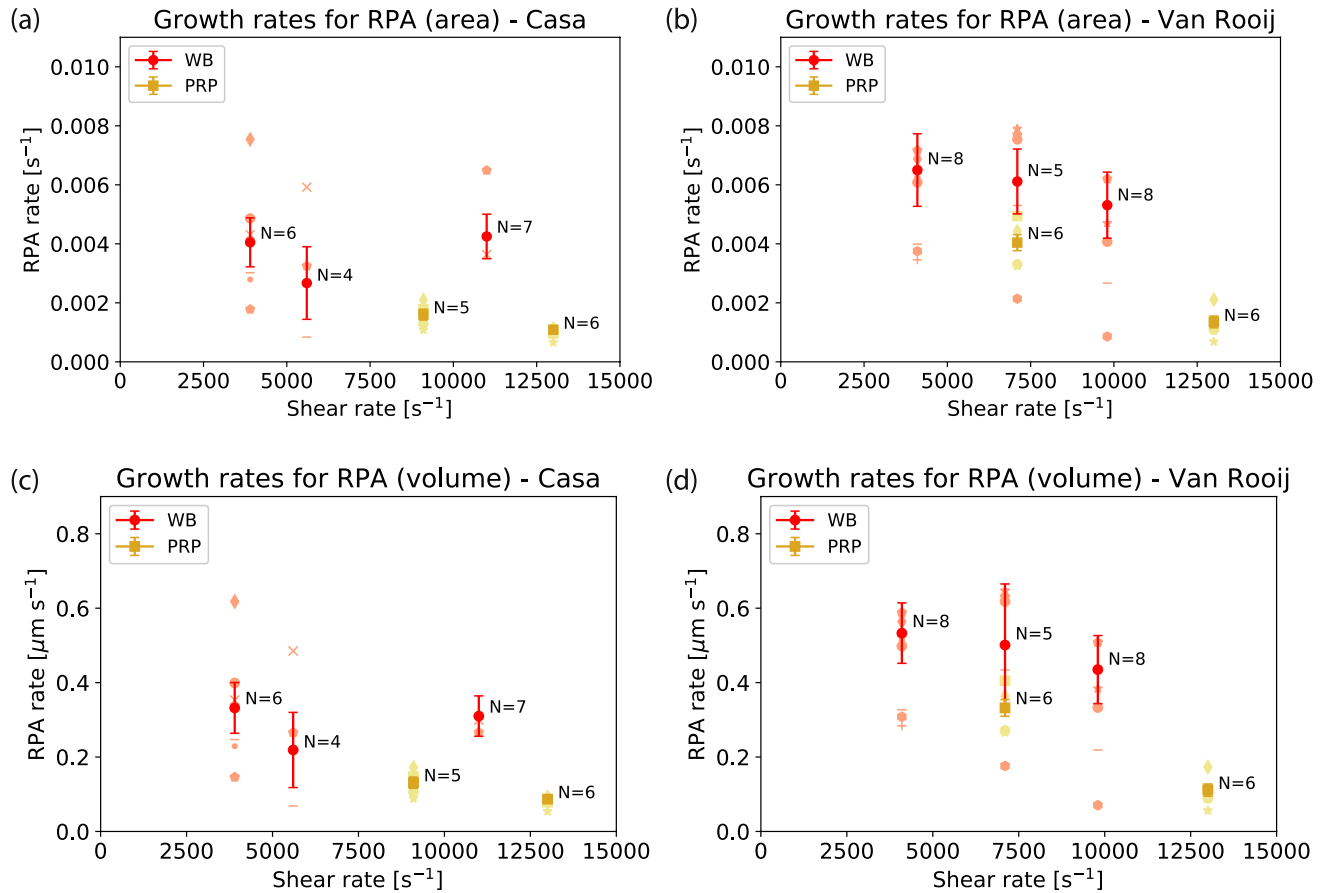 (a)
Growth rates for RPA (area) - Casa
WB
PRP
N=6
N=4
N=5
N=7
N=6
0.010
0.008
0.006
0.004
0.002
0.000
RPA rate [s⁻¹]
0 2500 5000 7500 10000 12500 15000
Shear rate [s⁻¹]
(b)
Growth rates for RPA (area) - Van Rooij
WB
PRP
N=8
N=5
N=6
N=8
N=6
0.010
0.008
0.006
0.004
0.002
0.000
RPA rate [s⁻¹]
0 2500 5000 7500 10000 12500 15000
Shear rate [s⁻¹]
(c)
Growth rates for RPA (volume) - Casa
WB
PRP
N=6
N=4
N=5
N=7
N=6
0.8
0.6
0.4
0.2
0.0
RPA rate [μm s⁻¹]
0 2500 5000 7500 10000 12500 15000
Shear rate [s⁻¹]
(d)
Growth rates for RPA (volume) - Van Rooij
WB
PRP
N=8
N=5
N=6
N=8
N=6
0.8
0.6
0.4
0.2
0.0
RPA rate [μm s⁻¹]
0 2500 5000 7500 10000 12500 15000
Shear rate [s⁻¹]